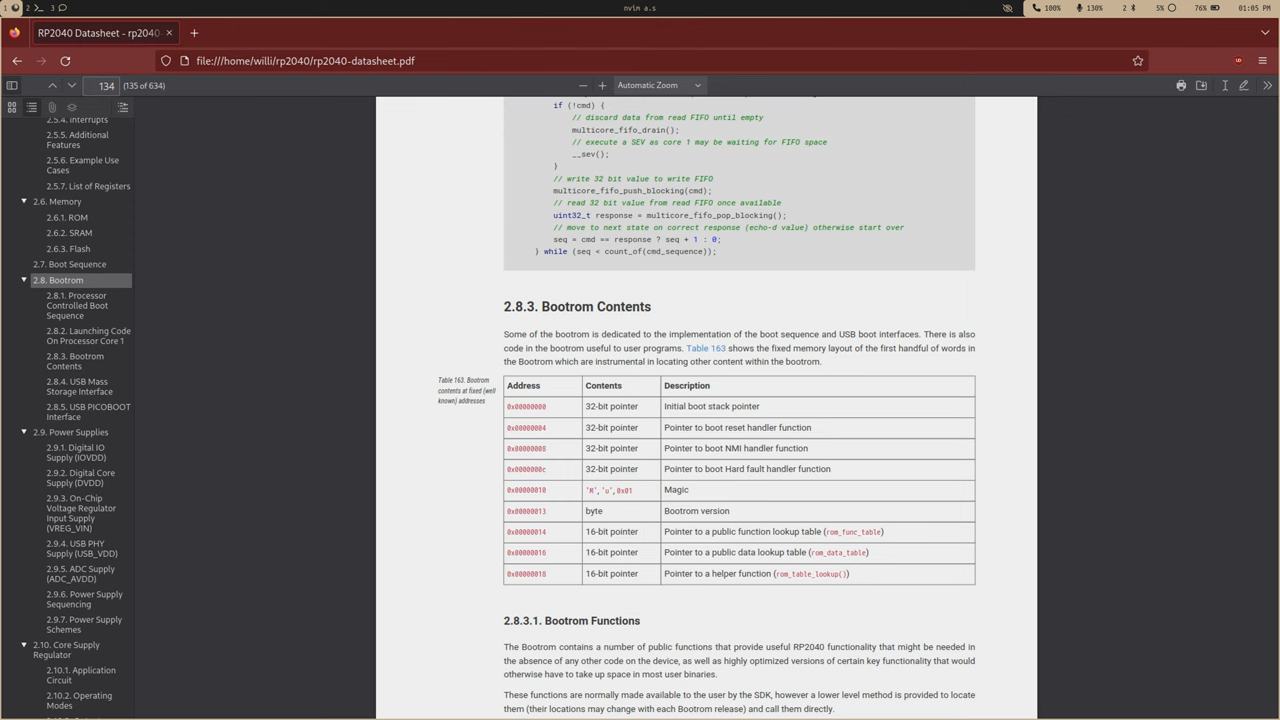 1 2 3
nvim a.s
100% 130% 2 5% 76% 01:05 PM
RP2040 Datasheet - rp2040-
file:///home/willi/rp2040/rp2040-datasheet.pdf
134 (135 of 634) Automatic Zoom
2.5.4. Interrupts
2.5.5. Additional
Features
2.5.6. Example Use
Cases
2.5.7. List of Registers
2.6. Memory
2.6.1. ROM
2.6.2. SRAM
2.6.3. Flash
2.7. Boot Sequence
2.8. Bootrom
2.8.1. Processor
Controlled Boot
Sequence
2.8.2. Launching Code
On Processor Core 1
2.8.3. Bootrom
Contents
2.8.4. USB Mass
Storage Interface
2.8.5. USB PICOBOOT
Interface
2.9. Power Supplies
2.9.1. Digital IO
Supply (IOVDD)
2.9.2. Digital Core
Supply (DVDD)
2.9.3. On-Chip
Voltage Regulator
Input Supply
(VREG_VIN)
2.9.4. USB PHY
Supply (USB_VDD)
2.9.5. ADC Supply
(ADC_AVDD)
2.9.6. Power Supply
Sequencing
2.9.7. Power Supply
Schemes
2.10. Core Supply
Regulator
2.10.1. Application
Circuit
2.10.2. Operating
Modes
if (!cmd) {
// discard data from read FIFO until empty
multicore_fifo_drain();
// execute a SEV as core 1 may be waiting for FIFO space
__sev();
}
// write 32 bit value to write FIFO
multicore_fifo_push_blocking(cmd);
// read 32 bit value from read FIFO once available
uint32_t response = multicore_fifo_pop_blocking();
// move to next state on correct response (echo-d value) otherwise start over
seq = cmd == response ? seq + 1 : 0;
} while (seq < count_of(cmd_sequence));
2.8.3. Bootrom Contents
Some of the bootrom is dedicated to the implementation of the boot sequence and USB boot interfaces. There is also
code in the bootrom useful to user programs. Table 163 shows the fixed memory layout of the first handful of words in
the Bootrom which are instrumental in locating other content within the bootrom.
Table 163. Bootrom
contents at fixed (well
known) addresses
Address Contents Description
0x00000000 32-bit pointer Initial boot stack pointer
0x00000004 32-bit pointer Pointer to boot reset handler function
0x00000008 32-bit pointer Pointer to boot NMI handler function
0x0000000c 32-bit pointer Pointer to boot Hard fault handler function
0x00000010 'M', 'u', 0x01 Magic
0x00000013 byte Bootrom version
0x00000014 16-bit pointer Pointer to a public function lookup table (rom_func_table)
0x00000016 16-bit pointer Pointer to a public data lookup table (rom_data_table)
0x00000018 16-bit pointer Pointer to a helper function (rom_table_lookup())
2.8.3.1. Bootrom Functions
The Bootrom contains a number of public functions that provide useful RP2040 functionality that might be needed in
the absence of any other code on the device, as well as highly optimized versions of certain key functionality that would
otherwise have to take up space in most user binaries.
These functions are normally made available to the user by the SDK, however a lower level method is provided to locate
them (their locations may change with each Bootrom release) and call them directly.